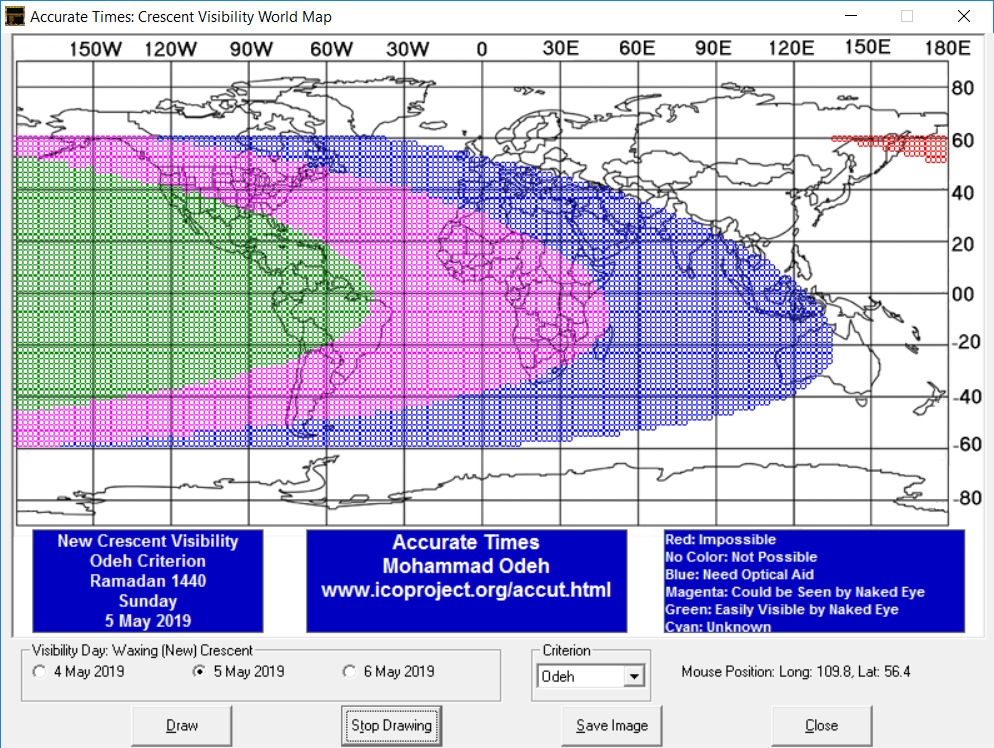 Accurate Times: Crescent Visibility World Map
150W 120W 90W 60W 30W 0 30E 60E 90E 120E 150E 180E
80
60
40
20
00
-20
-40
-60
-80
New Crescent Visibility
Odeh Criterion
Ramadan 1440
Sunday
5 May 2019
Accurate Times
Mohammad Odeh
www.icoproject.org/accut.html
Red: Impossible
No Color: Not Possible
Blue: Need Optical Aid
Magenta: Could be Seen by Naked Eye
Green: Easily Visible by Naked Eye
Cyan: Unknown
Visibility Day: Waxing (New) Crescent
4 May 2019 5 May 2019 6 May 2019
Criterion
Odeh
Mouse Position: Long: 109.8, Lat: 56.4
Draw Stop Drawing Save Image Close